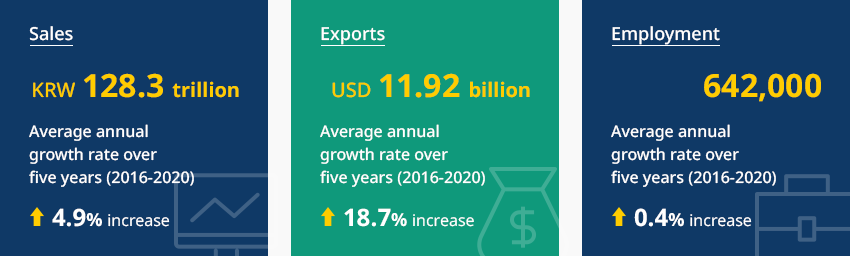 Sales
KRW 128.3 trillion
Average annual
growth rate over
five years (2016-2020)
4.9% increase
Exports
USD 11.92 billion
Average annual
growth rate over
five years (2016-2020)
18.7% increase
Employment
642,000
Average annual
growth rate over
five years (2016-2020)
0.4% increase